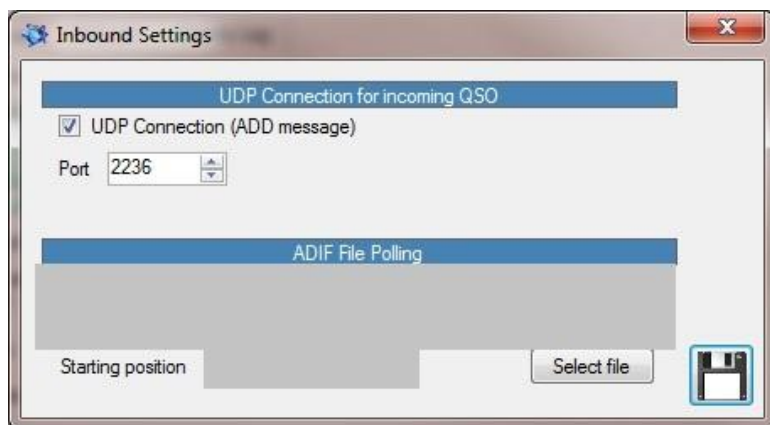 Inbound Settings
UDP Connection for incoming QSO
UDP Connection (ADD message)
Port 2236
ADIF File Polling
Starting position
Select file